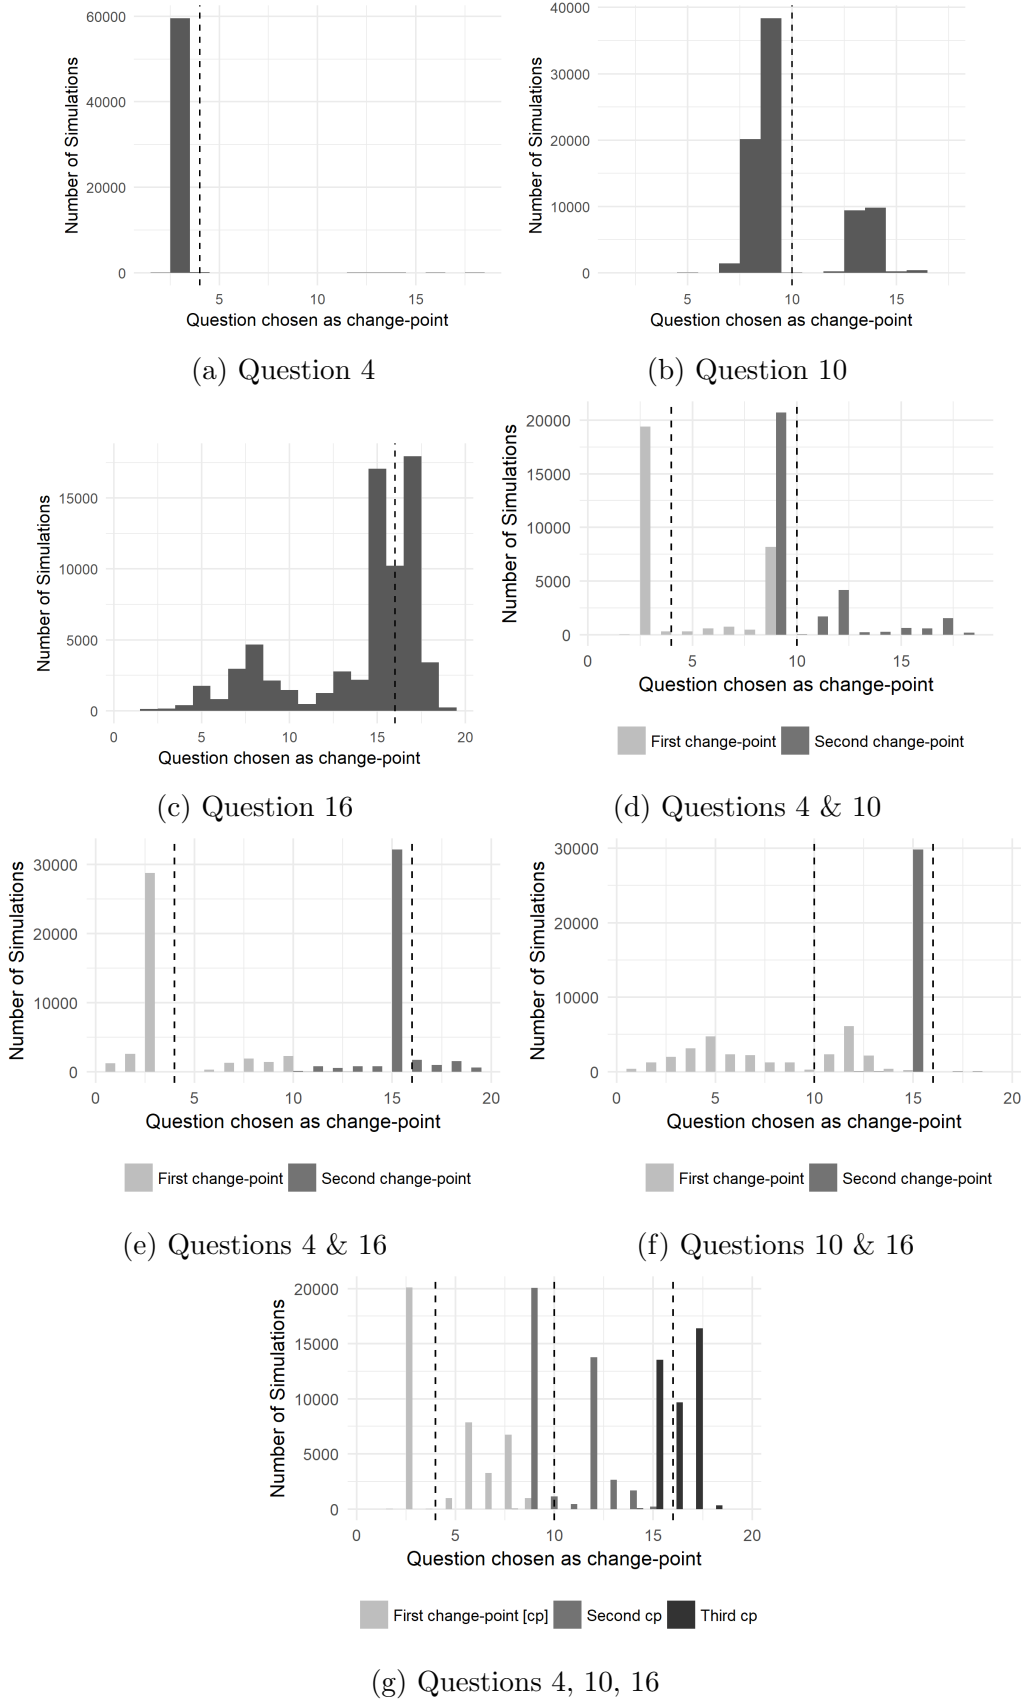 Number of Simulations
60000
40000
20000
0
5
10
15
Question chosen as change-point
(a) Question 4
Number of Simulations
40000
30000
20000
10000
0
5
10
15
Question chosen as change-point
(b) Question 10
Number of Simulations
15000
10000
5000
0
0
5
10
15
20
Question chosen as change-point
(c) Question 16
Number of Simulations
20000
15000
10000
5000
0
0
5
10
15
Question chosen as change-point
First change-point
Second change-point
(d) Questions 4 & 10
Number of Simulations
30000
20000
10000
0
0
5
10
15
20
Question chosen as change-point
First change-point
Second change-point
(e) Questions 4 & 16
Number of Simulations
30000
20000
10000
0
0
5
10
15
20
Question chosen as change-point
First change-point
Second change-point
(f) Questions 10 & 16
Number of Simulations
20000
15000
10000
5000
0
0
5
10
15
20
Question chosen as change-point
First change-point [cp]
Second cp
Third cp
(g) Questions 4, 10, 16